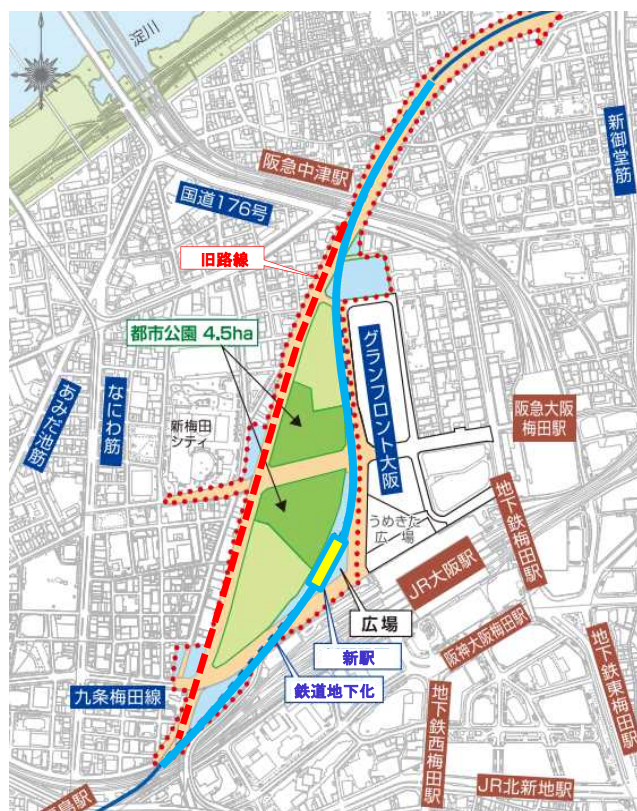 淀川
新御堂筋
阪急中津駅
国道176号
旧路線
都市公園 4.5ha
グランフロント大阪
あみだ池筋
なにわ筋
新梅田
シティ
阪急大阪
梅田駅
うめきた
広場
地下鉄梅田駅
JR大阪駅
広場
阪神大阪梅田駅
新駅
鉄道地下化
九条梅田線
地下鉄西梅田駅
地下鉄東梅田駅
JR北新地駅
島駅